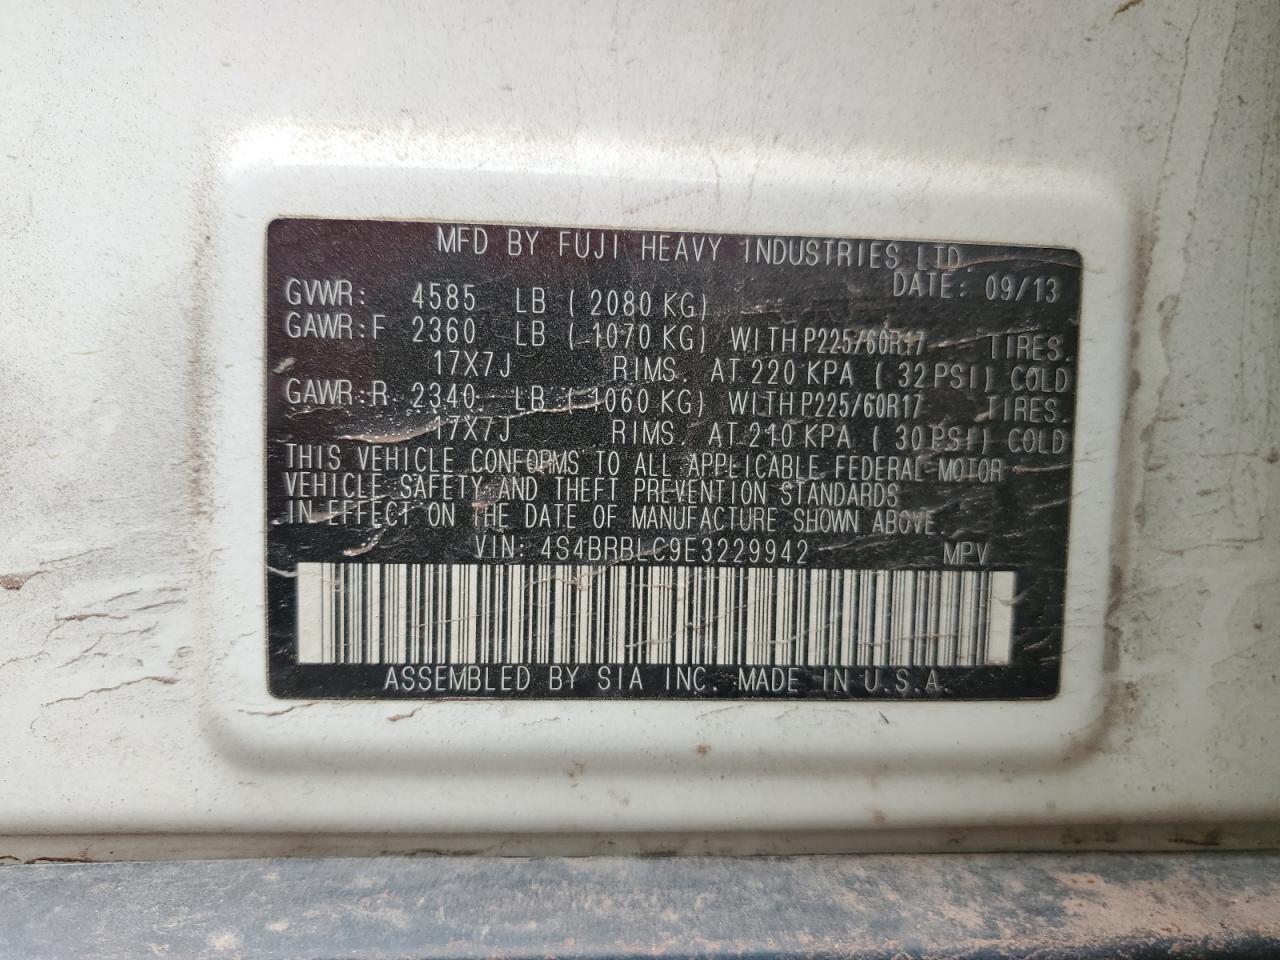 MFD BY FUJI HEAVY INDUSTRIES LTD.
DATE: 09/13
GVWR: 4585 LB ( 2080 KG)
GAWR:F 2360 LB ( 1070 KG) WITH P225/60R17 TIRES.
17X7J RIMS. AT 220 KPA ( 32 PSI) COLD
GAWR:R 2340 LB ( 1060 KG) WITH P225/60R17 TIRES.
17X7J RIMS. AT 210 KPA ( 30 PSI) COLD
THIS VEHICLE CONFORMS TO ALL APPLICABLE FEDERAL MOTOR
VEHICLE SAFETY AND THEFT PREVENTION STANDARDS
IN EFFECT ON THE DATE OF MANUFACTURE SHOWN ABOVE.
VIN: 4S4BRBLC9E3229942 MPV
ASSEMBLED BY SIA INC. MADE IN U.S.A.